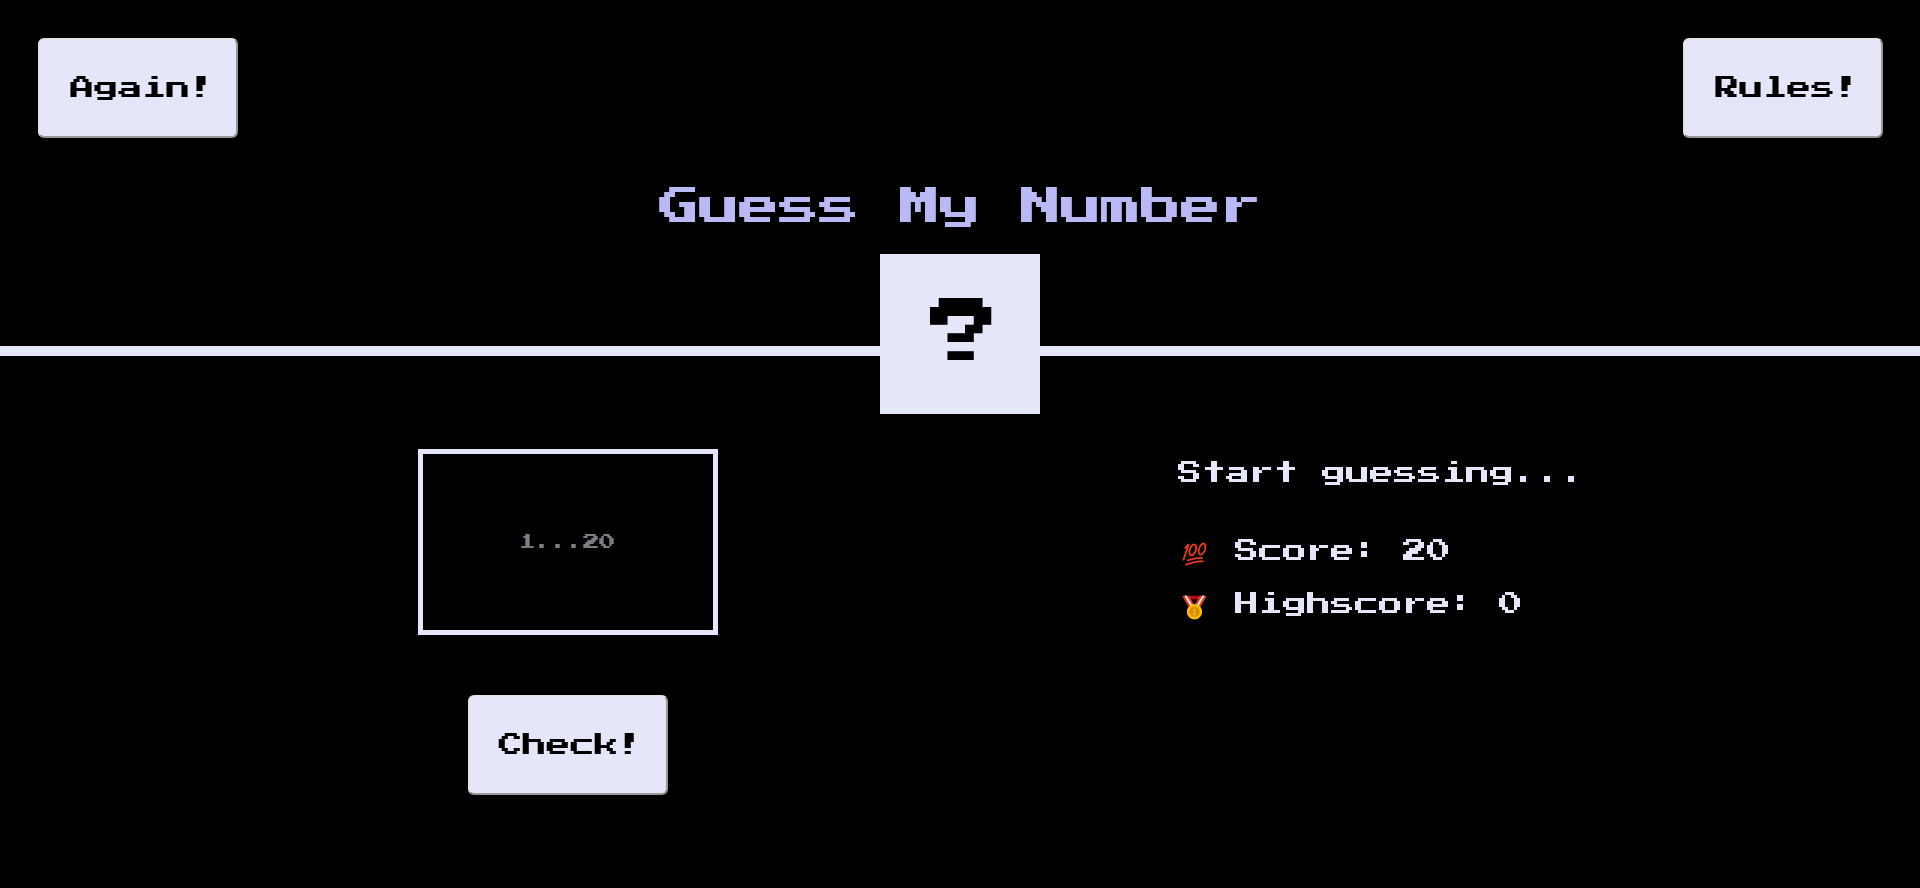 Again!
Rules!
Guess My Number
?
1...20
Start guessing...
💯 Score: 20
🥇 Highscore: 0
Check!